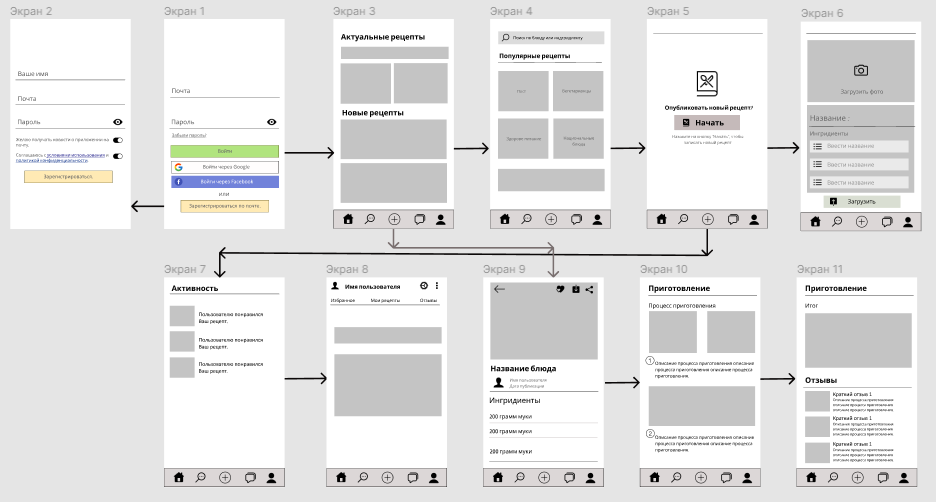 Экран 2
Ваше имя
Почта
Пароль
Желаю получать новости о приложении на
почту.
Соглашаюсь с условиями использования и
политикой конфиденциальности
Зарегистрироваться.
Экран 1
Почта
Пароль
Забыли пароль?
Войти
Войти через Google
Войти через Facebook
или
Зарегистрироваться по почте.
Экран 3
Актуальные рецепты
Новые рецепты
Экран 4
Поиск по блюду или ингредиенту
Популярные рецепты
Экран 5
Опубликовать новый рецепт?
Начать
Нажмите на кнопку "Начать", чтобы
записать новый рецепт
Экран 6
Загрузить фото
Название :
Ингридиенты
Ввести название
Ввести название
Ввести название
Загрузить
Экран 7
Активность
Пользователю понравился
Ваш рецепт.
Пользователю понравился
Ваш рецепт.
Пользователю понравился
Ваш рецепт.
Экран 8
Имя пользователя
Избранное Мои рецепты Отзывы
Экран 9
Название блюда
Имя пользователя
Дата публикации
Ингридиенты
200 грамм муки
200 грамм муки
200 грамм муки
Экран 10
Приготовление
Процесс приготовления
1
Описание процесса приготовления описание
процесса приготовления описание процесса
приготовления.
2
Описание процесса приготовления описание
процесса приготовления описание процесса
приготовления.
Экран 11
Приготовление
Итог
Отзывы
Краткий отзыв 1
Описание процесса приготовления
описание процесса приготовления
описание процесса приготовления.
Краткий отзыв 1
Описание процесса приготовления
описание процесса приготовления
описание процесса приготовления.
Краткий отзыв 1
Описание процесса приготовления
описание процесса приготовления
описание процесса приготовления.